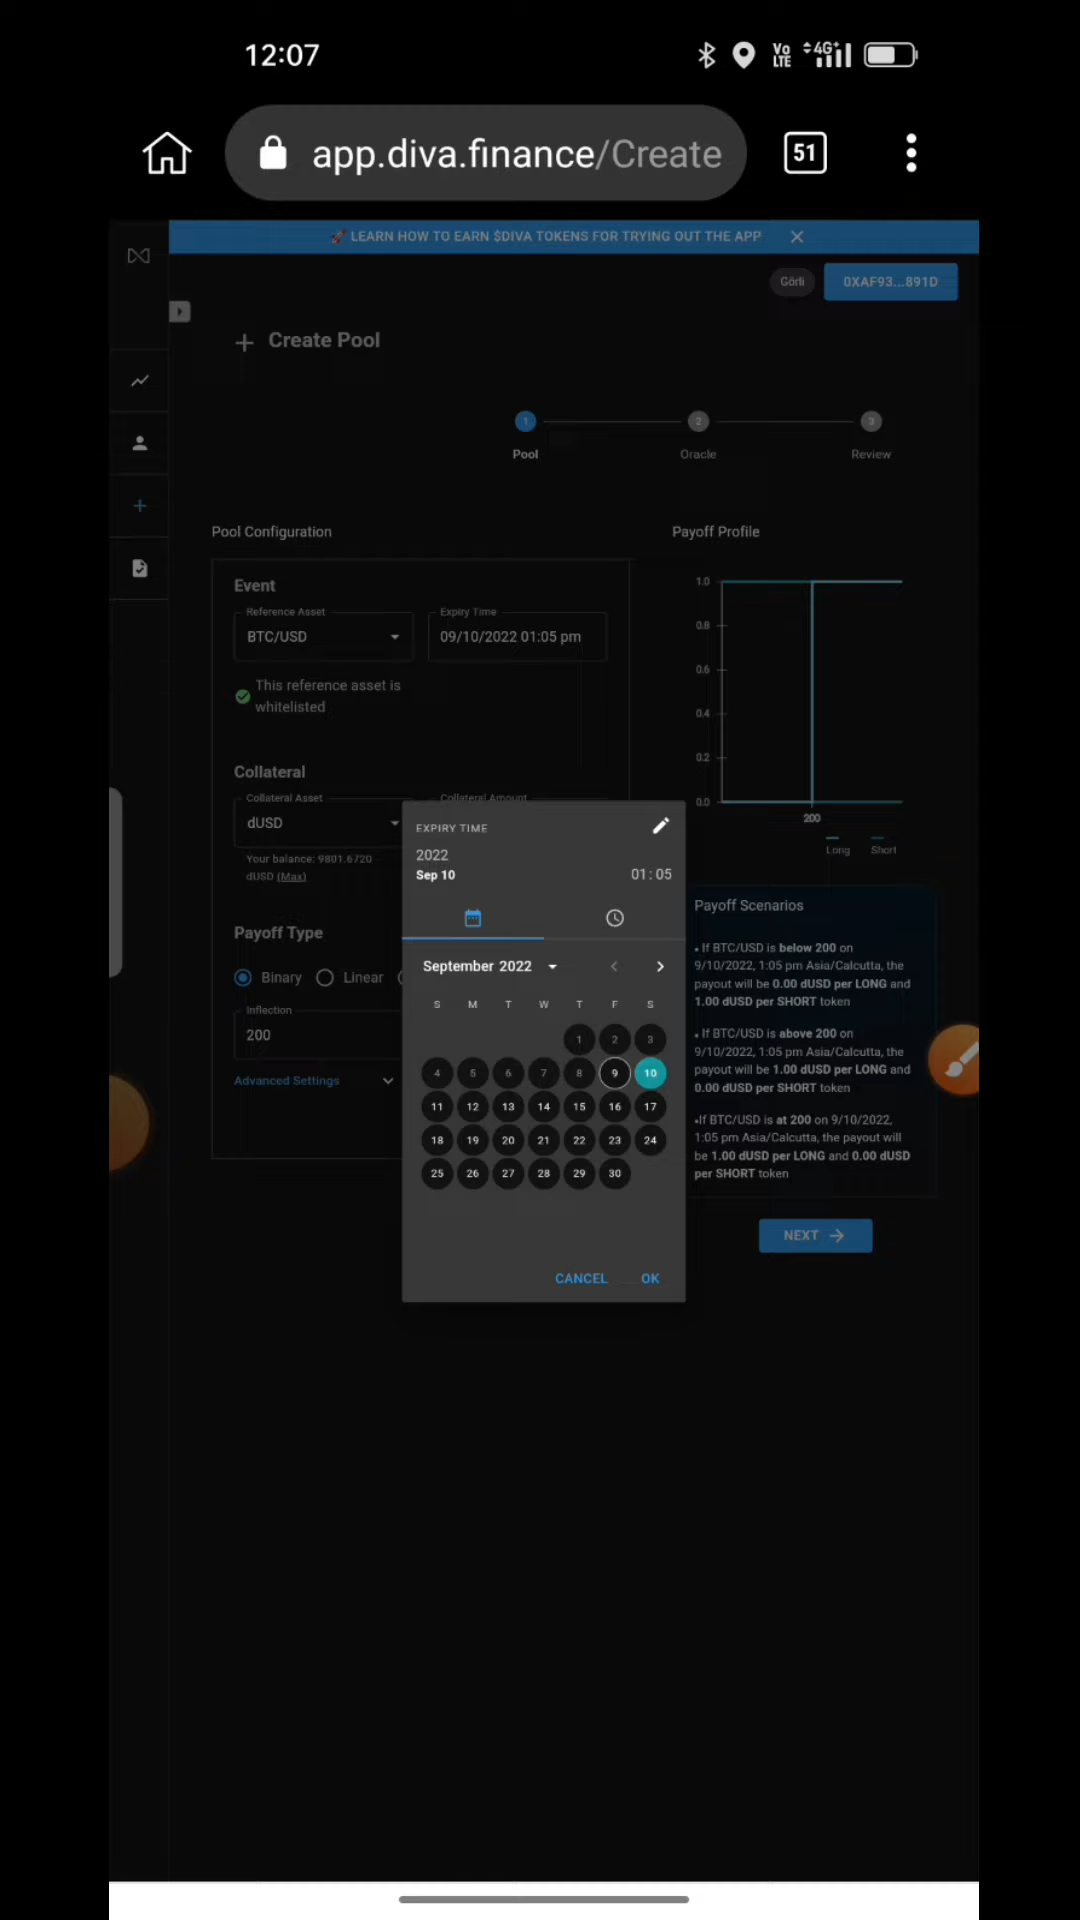 12:07
Vo LTE 4G+
app.diva.finance/Create
51
🚀 LEARN HOW TO EARN $DIVA TOKENS FOR TRYING OUT THE APP
Görli
0XAF93...891D
+ Create Pool
1
2
3
Pool
Oracle
Review
Pool Configuration
Payoff Profile
Event
Reference Asset
BTC/USD
Expiry Time
09/10/2022 01:05 pm
This reference asset is
whitelisted
Collateral
Collateral Asset
dUSD
Collateral Amount
Your balance: 9801.6720
dUSD (Max)
Payoff Type
Binary
Linear
Inflection
200
Advanced Settings
1.0
0.8
0.6
0.4
0.2
0.0
200
Long
Short
EXPIRY TIME
2022
Sep 10
01:05
September 2022
S M T W T F S
1 2 3
4 5 6 7 8 9 10
11 12 13 14 15 16 17
18 19 20 21 22 23 24
25 26 27 28 29 30
CANCEL
OK
Payoff Scenarios
• If BTC/USD is below 200 on
9/10/2022, 1:05 pm Asia/Calcutta, the
payout will be 0.00 dUSD per LONG and
1.00 dUSD per SHORT token
• If BTC/USD is above 200 on
9/10/2022, 1:05 pm Asia/Calcutta, the
payout will be 1.00 dUSD per LONG and
0.00 dUSD per SHORT token
•If BTC/USD is at 200 on 9/10/2022,
1:05 pm Asia/Calcutta, the payout will
be 1.00 dUSD per LONG and 0.00 dUSD
per SHORT token
NEXT